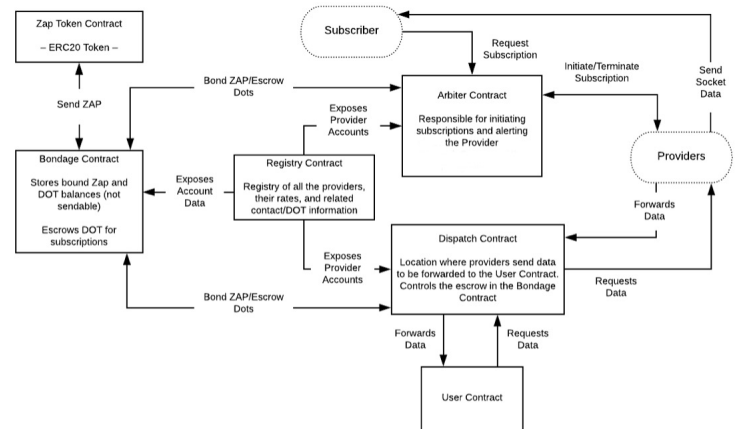 Zap Token Contract
– ERC20 Token –
Subscriber
Request
Subscription
Send ZAP
Bond ZAP/Escrow
Dots
Initiate/Terminate
Subscription
Send
Socket
Data
Arbiter Contract
Responsible for initiating
subscriptions and alerting
the Provider
Exposes
Provider
Accounts
Bondage Contract
Stores bound Zap and
DOT balances (not
sendable)
Escrows DOT for
subscriptions
Exposes
Account
Data
Registry Contract
Registry of all the providers,
their rates, and related
contact/DOT information
Providers
Forwards
Data
Exposes
Provider
Accounts
Dispatch Contract
Location where providers send data
to be forwarded to the User Contract.
Controls the escrow in the Bondage
Contract
Requests
Data
Bond ZAP/Escrow
Dots
Forwards
Data
Requests
Data
User Contract